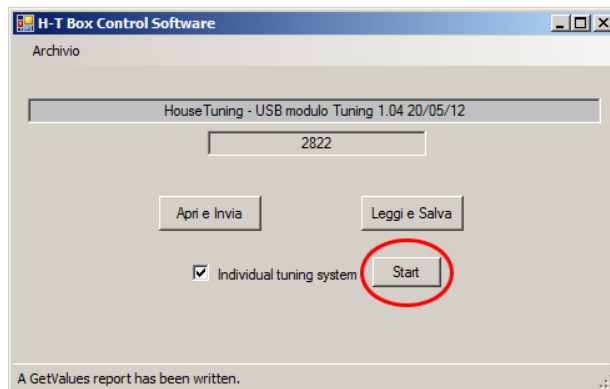 H-T Box Control Software
Archivio
HouseTuning - USB modulo Tuning 1.04 20/05/12
2822
Apri e Invia
Leggi e Salva
Individual tuning system
Start
A GetValues report has been written.